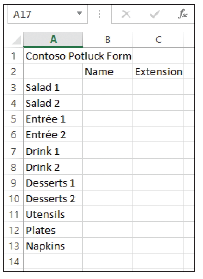 A17 fx
A B C
1 Contoso Potluck Form
2 Name Extension
3 Salad 1
4 Salad 2
5 Entrée 1
6 Entrée 2
7 Drink 1
8 Drink 2
9 Desserts 1
10 Desserts 2
11 Utensils
12 Plates
13 Napkins
14